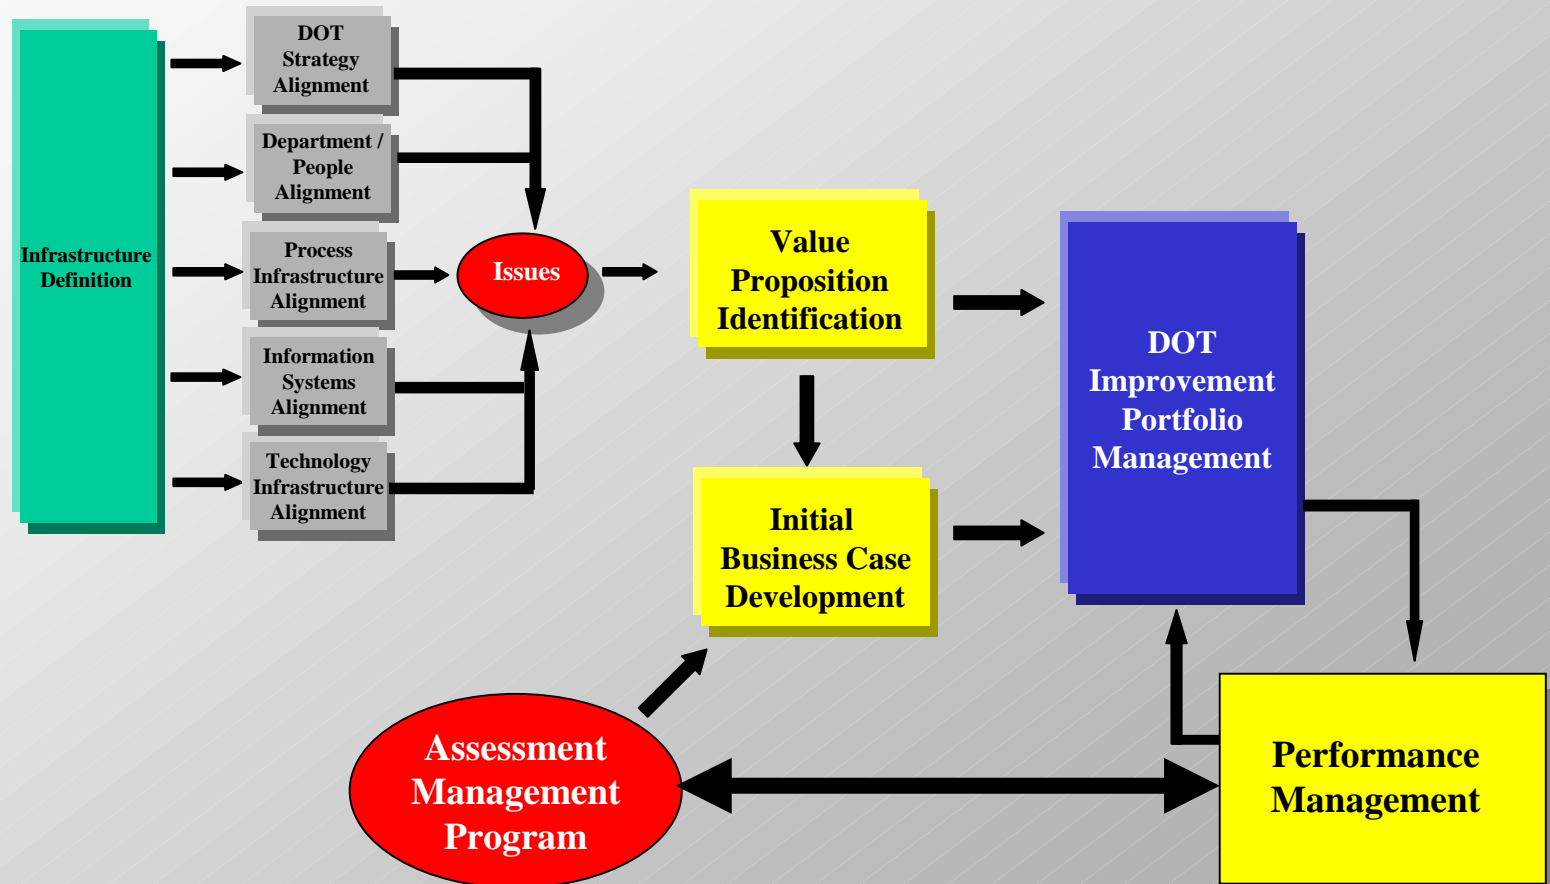 Infrastructure
Definition
DOT
Strategy
Alignment
Department /
People
Alignment
Process
Infrastructure
Alignment
Information
Systems
Alignment
Technology
Infrastructure
Alignment
Issues
Value
Proposition
Identification
Initial
Business Case
Development
DOT
Improvement
Portfolio
Management
Assessment
Management
Program
Performance
Management